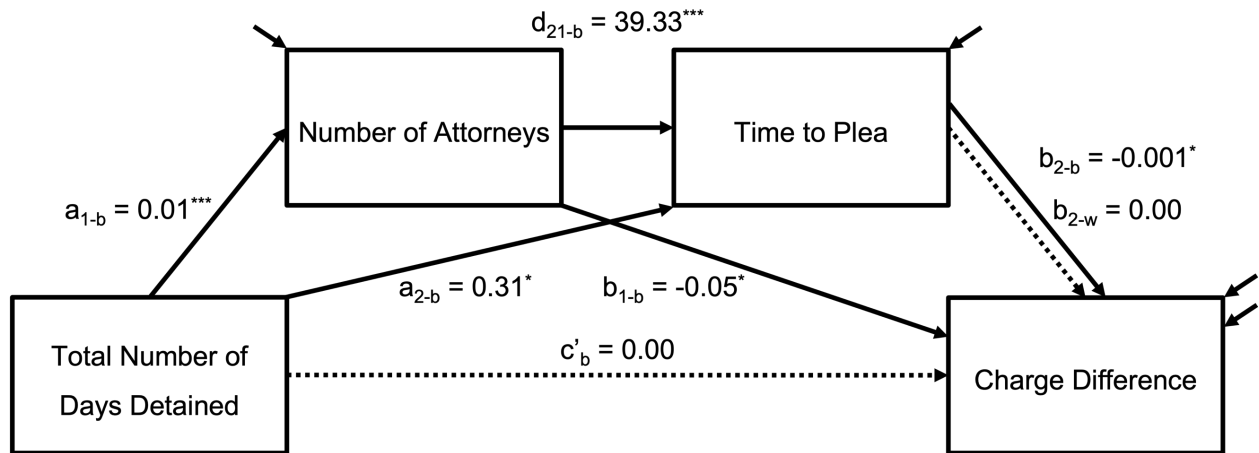 d21-b = 39.33***
Number of Attorneys
Time to Plea
b2-b = -0.001*
b2-w = 0.00
a1-b = 0.01***
a2-b = 0.31*
b1-b = -0.05*
c’b = 0.00
Total Number of
Days Detained
Charge Difference